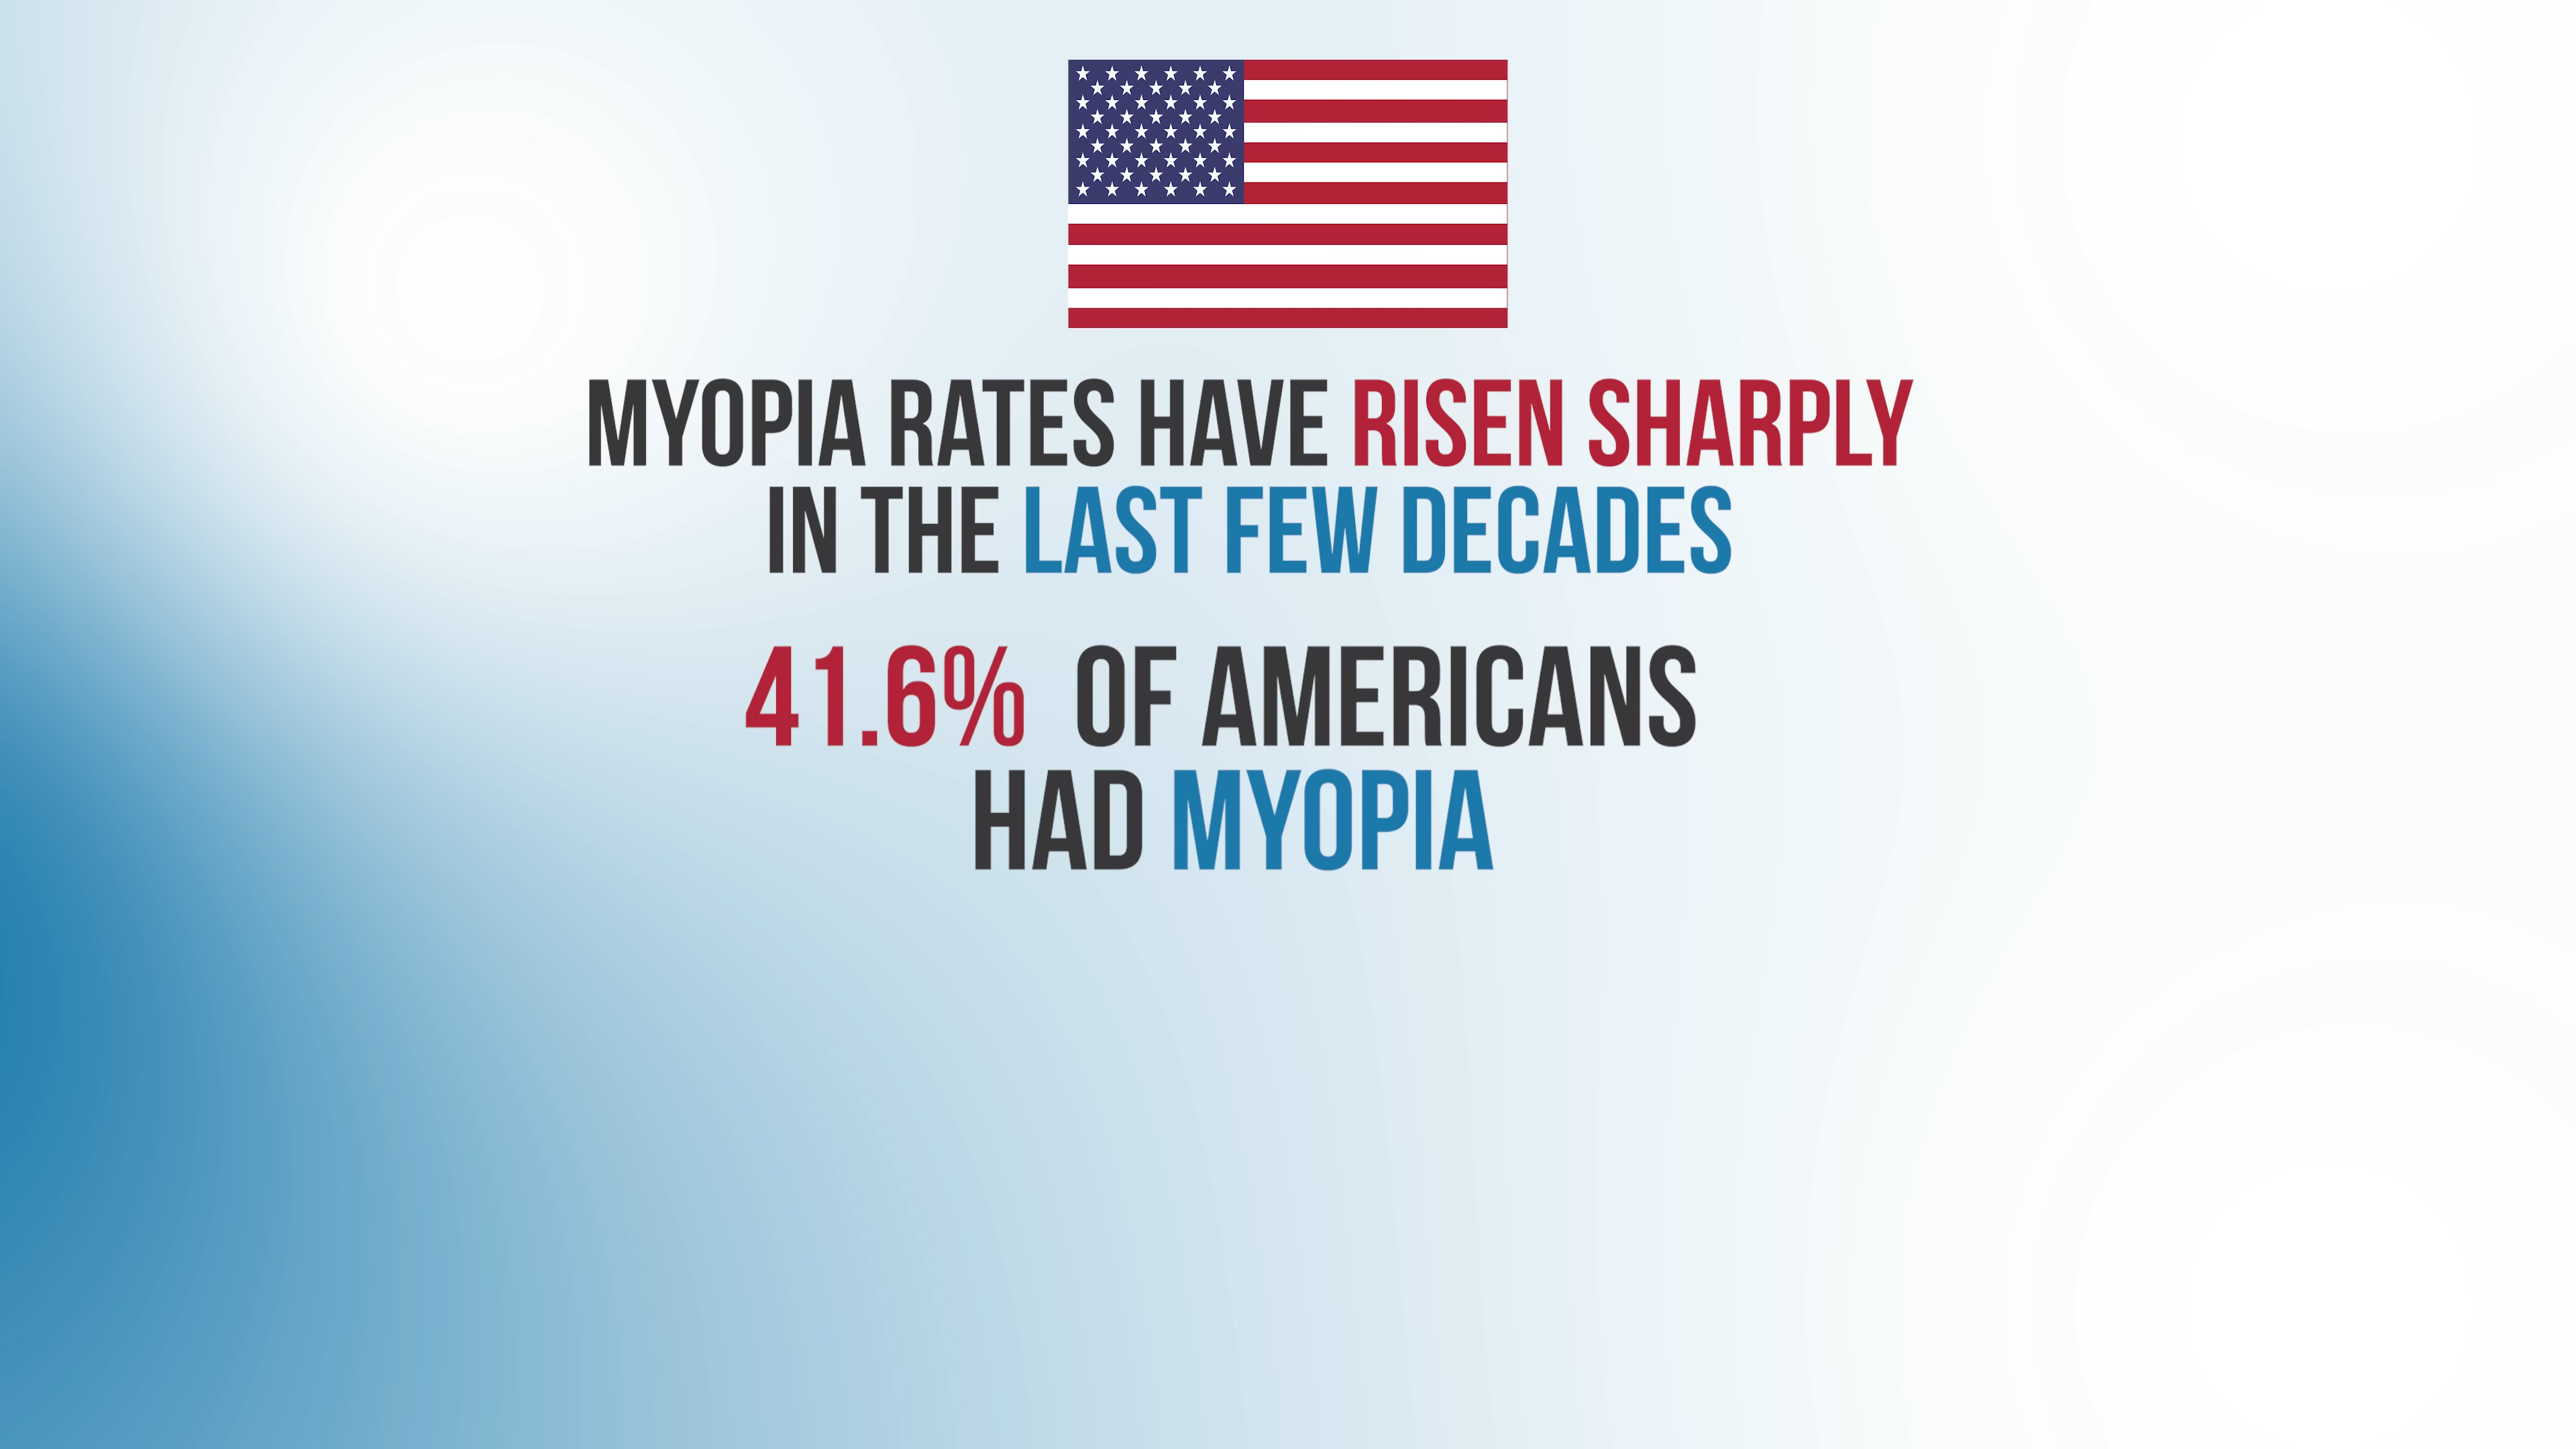 MYOPIA RATES HAVE RISEN SHARPLY
IN THE LAST FEW DECADES
41.6% OF AMERICANS
HAD MYOPIA